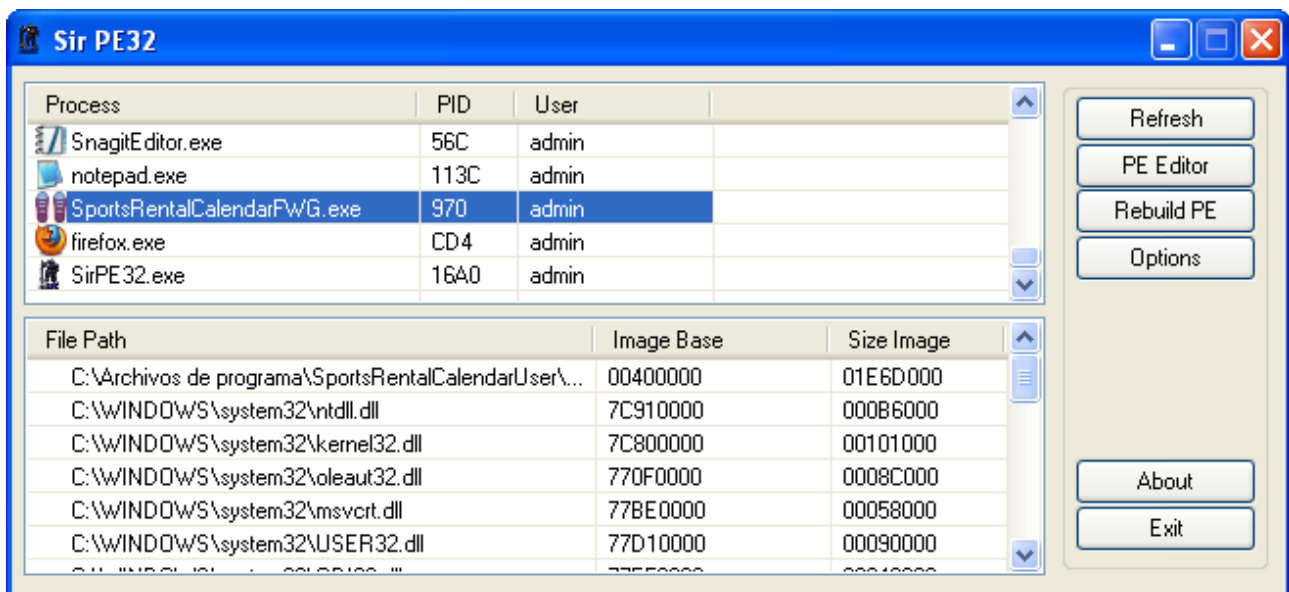 Sir PE32
Process PID User
SnagitEditor.exe 56C admin
notepad.exe 113C admin
SportsRentalCalendarFWG.exe 970 admin
firefox.exe CD4 admin
SirPE32.exe 16A0 admin
Refresh
PE Editor
Rebuild PE
Options
File Path Image Base Size Image
C:\Archivos de programa\SportsRentalCalendarUser\... 00400000 01E6D000
C:\WINDOWS\system32\ntdll.dll 7C910000 000B6000
C:\WINDOWS\system32\kernel32.dll 7C800000 00101000
C:\WINDOWS\system32\oleaut32.dll 770F0000 0008C000
C:\WINDOWS\system32\msvcrt.dll 77BE0000 00058000
C:\WINDOWS\system32\USER32.dll 77D10000 00090000
About
Exit